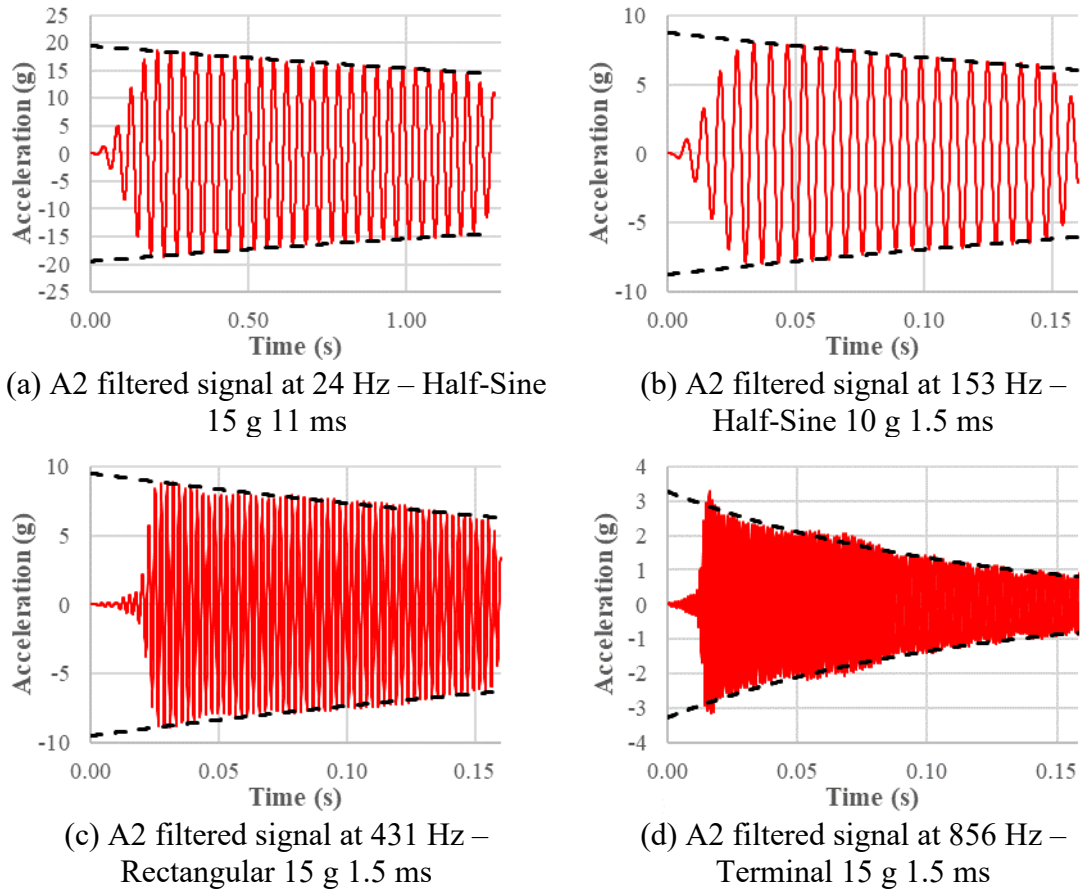 25
20
15
10
5
0
-5
-10
-15
-20
-25
Acceleration (g)
0.00 0.50 1.00
Time (s)
(a) A2 filtered signal at 24 Hz – Half-Sine
15 g 11 ms
10
5
0
-5
-10
Acceleration (g)
0.00 0.05 0.10 0.15
Time (s)
(b) A2 filtered signal at 153 Hz –
Half-Sine 10 g 1.5 ms
10
5
0
-5
-10
Acceleration (g)
0.00 0.05 0.10 0.15
Time (s)
(c) A2 filtered signal at 431 Hz –
Rectangular 15 g 1.5 ms
4
3
2
1
0
-1
-2
-3
-4
Acceleration (g)
0.00 0.05 0.10 0.15
Time (s)
(d) A2 filtered signal at 856 Hz –
Terminal 15 g 1.5 ms